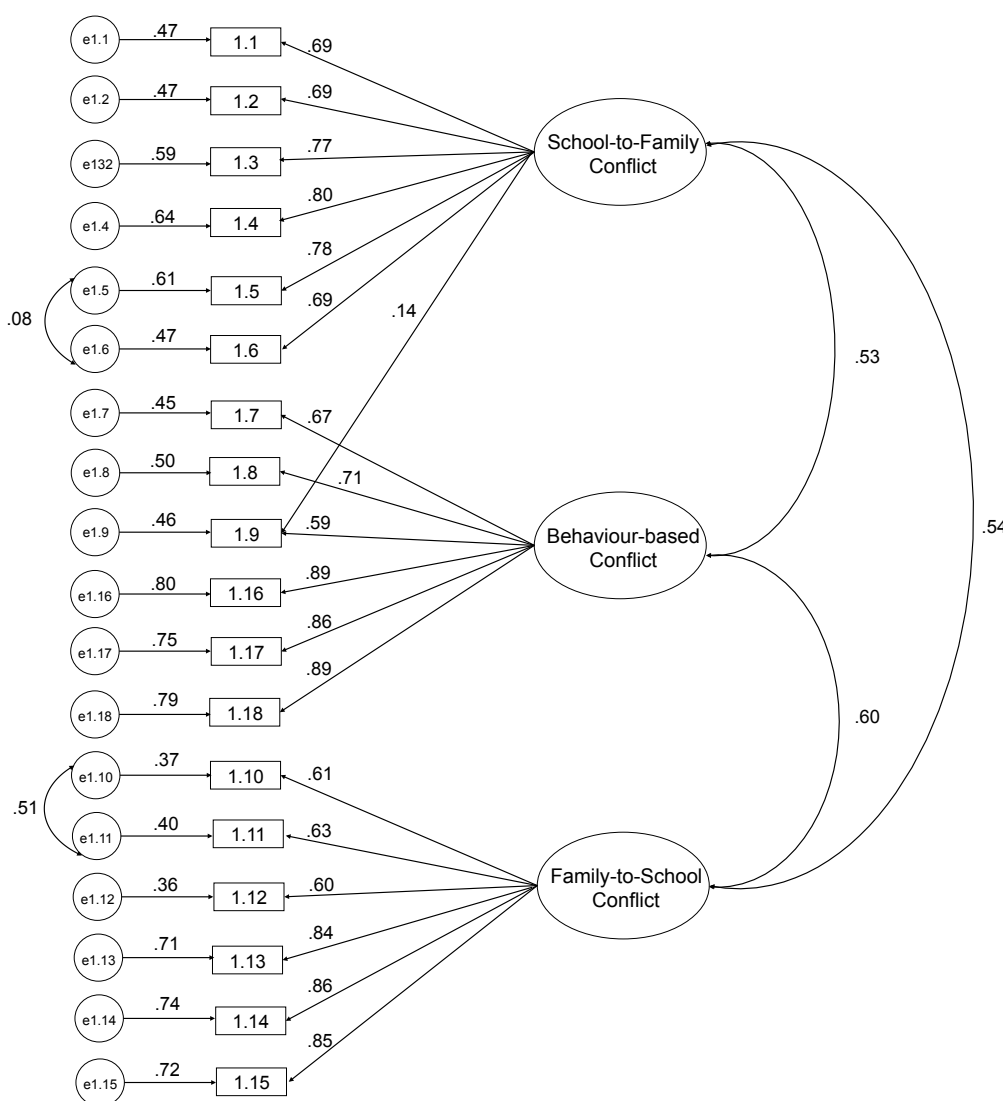 e1.1 .47 1.1 .69
e1.2 .47 1.2 .69
School-to-Family
Conflict
e132 .59 1.3 .77
e1.4 .64 1.4 .80
e1.5 .61 1.5 .78
.08
e1.6 .47 1.6 .69
.14
.53
e1.7 .45 1.7 .67
e1.8 .50 1.8 .71
e1.9 .46 1.9 .59
Behaviour-based
Conflict
.54
e1.16 .80 1.16 .89
e1.17 .75 1.17 .86
e1.18 .79 1.18 .89
.60
e1.10 .37 1.10 .61
.51
e1.11 .40 1.11 .63
e1.12 .36 1.12 .60
Family-to-School
Conflict
e1.13 .71 1.13 .84
e1.14 .74 1.14 .86
e1.15 .72 1.15 .85